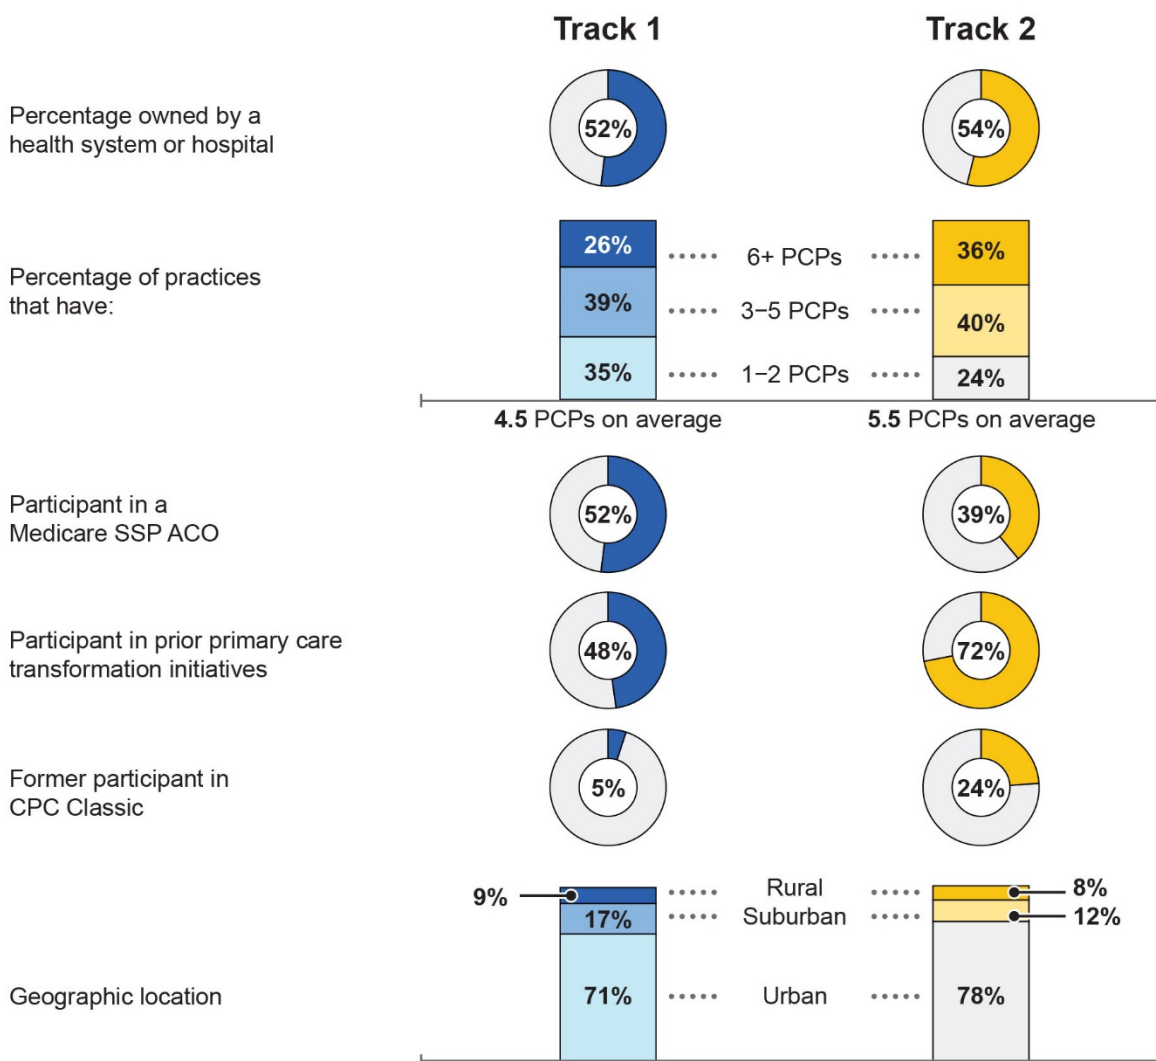 Track 1
Track 2
Percentage owned by a
health system or hospital
52%
54%
Percentage of practices
that have:
26%
6+ PCPs
36%
39%
3–5 PCPs
40%
35%
1–2 PCPs
24%
4.5 PCPs on average
5.5 PCPs on average
Participant in a
Medicare SSP ACO
52%
39%
Participant in prior primary care
transformation initiatives
48%
72%
Former participant in
CPC Classic
5%
24%
9%
Rural
8%
17%
Suburban
12%
Geographic location
71%
Urban
78%